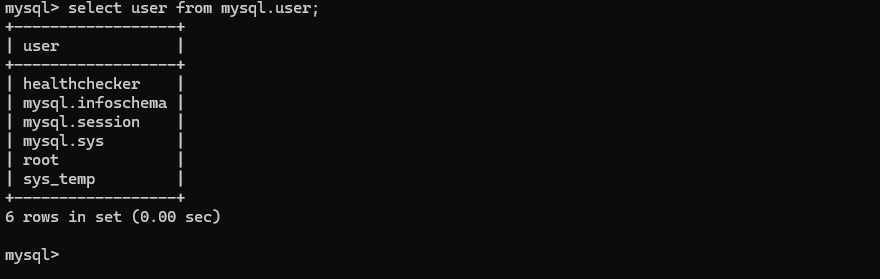 mysql> select user from mysql.user;
+------------------+
| user             |
+------------------+
| healthchecker    |
| mysql.infoschema |
| mysql.session    |
| mysql.sys        |
| root             |
| sys_temp         |
+------------------+
6 rows in set (0.00 sec)
mysql>